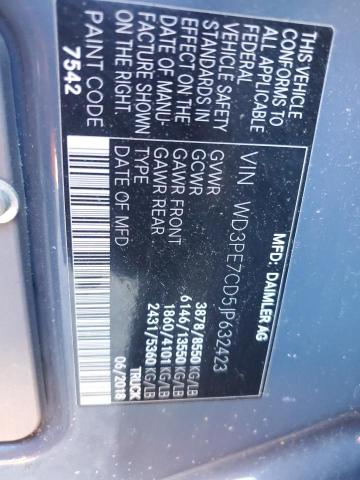 MFD: DAIMLER AG
VIN WD3PE7CD5JP632423
GVWR 3878/8550 KG/LB
GCWR 6146/13550 KG/LB
GAWR FRONT 1860/4101 KG/LB
GAWR REAR 2431/5360 KG/LB
TYPE TRUCK
DATE OF MAN. 06/2018
THIS VEHICLE
CONFORMS TO
ALL APPLICABLE
VEHICLE SAFETY
STANDARDS IN
EFFECT ON THE
DATE OF MANU-
FACTURE SHOWN
ON THE RIGHT.
PAINT CODE
7542